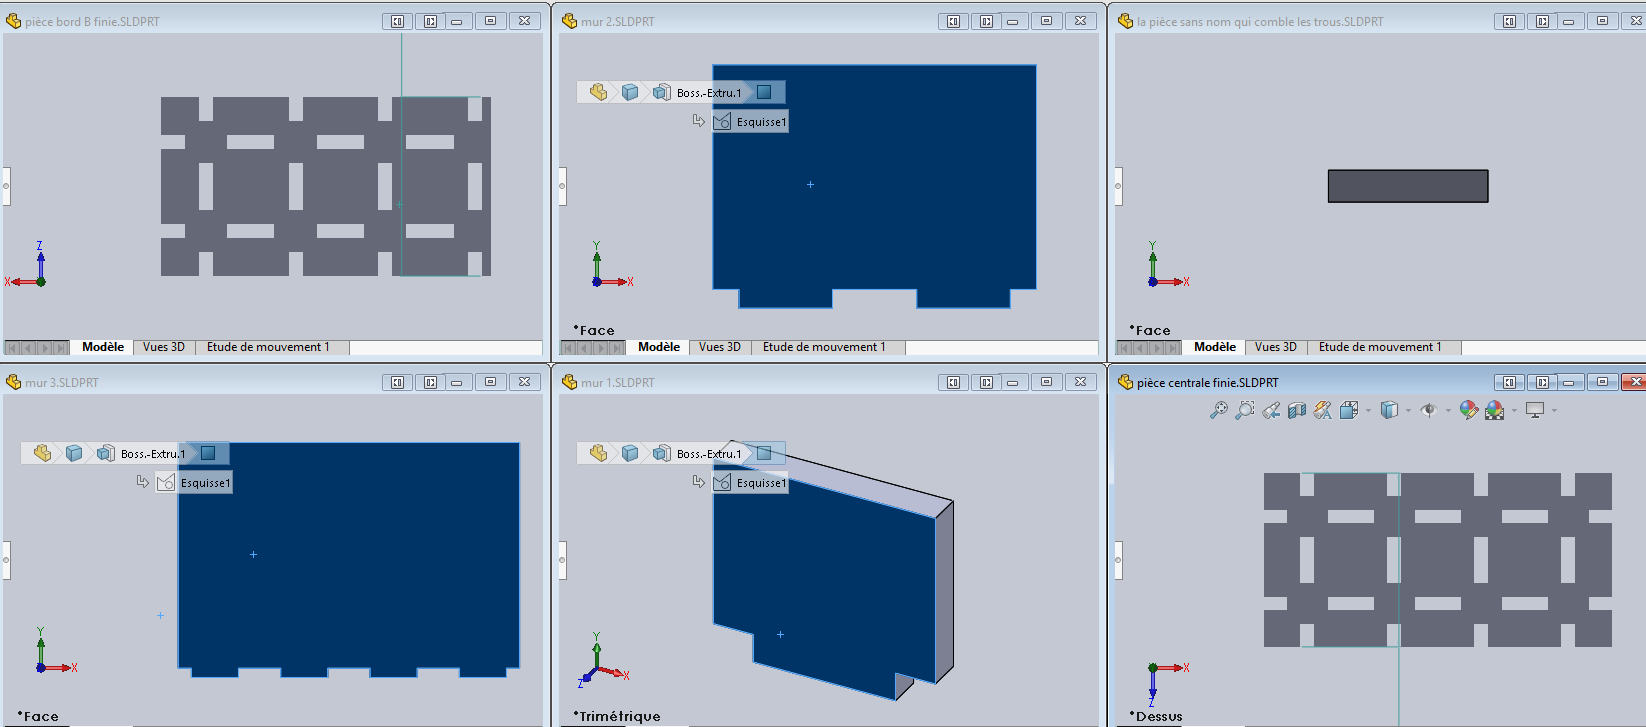 pièce bord B finie.SLDPRT
Z
X
Modèle Vues 3D Etude de mouvement 1
mur 2.SLDPRT
Boss.-Extru.1
Esquisse1
Y
X
*Face
Modèle Vues 3D Etude de mouvement 1
la pièce sans nom qui comble les trous.SLDPRT
Y
X
*Face
Modèle Vues 3D Etude de mouvement 1
mur 3.SLDPRT
Boss.-Extru.1
Esquisse1
Y
X
*Face
mur 1.SLDPRT
Boss.-Extru.1
Esquisse1
Y
X
Z
*Trimétrique
pièce centrale finie.SLDPRT
X
Z
*Dessus